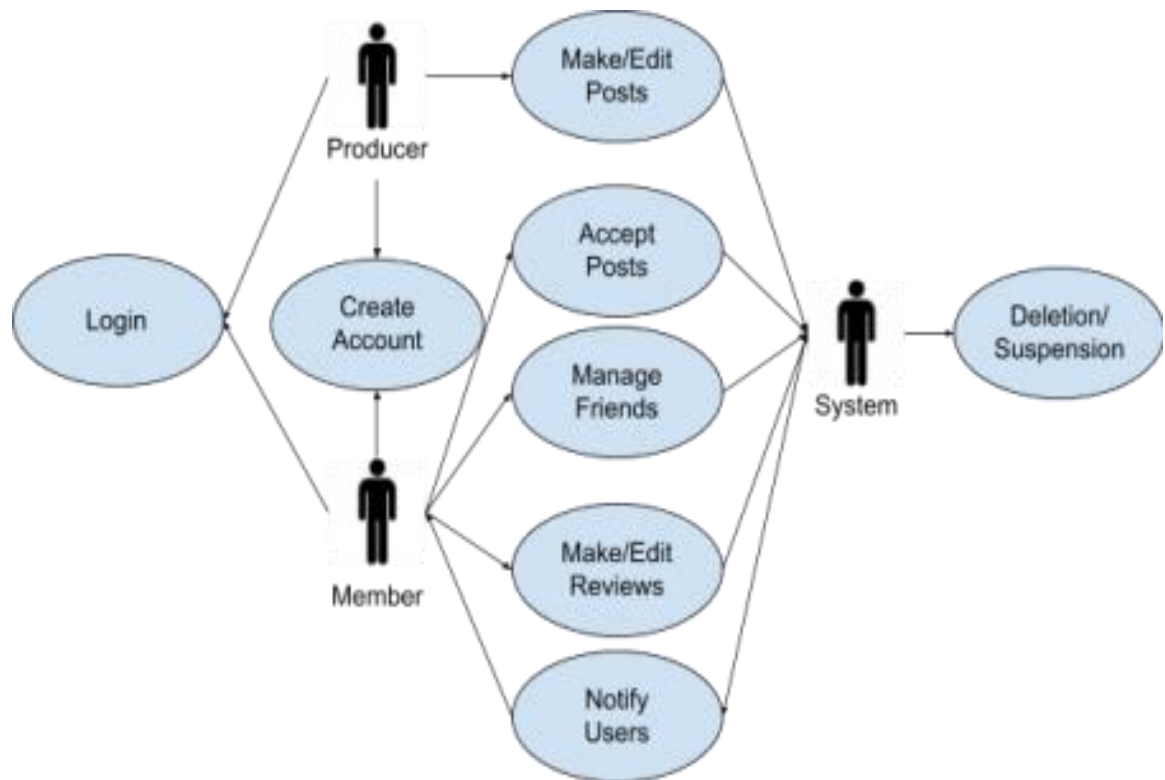 Make/Edit
Posts
Producer
Accept
Posts
Login
Create
Account
Deletion/
Suspension
Manage
Friends
System
Make/Edit
Reviews
Member
Notify
Users